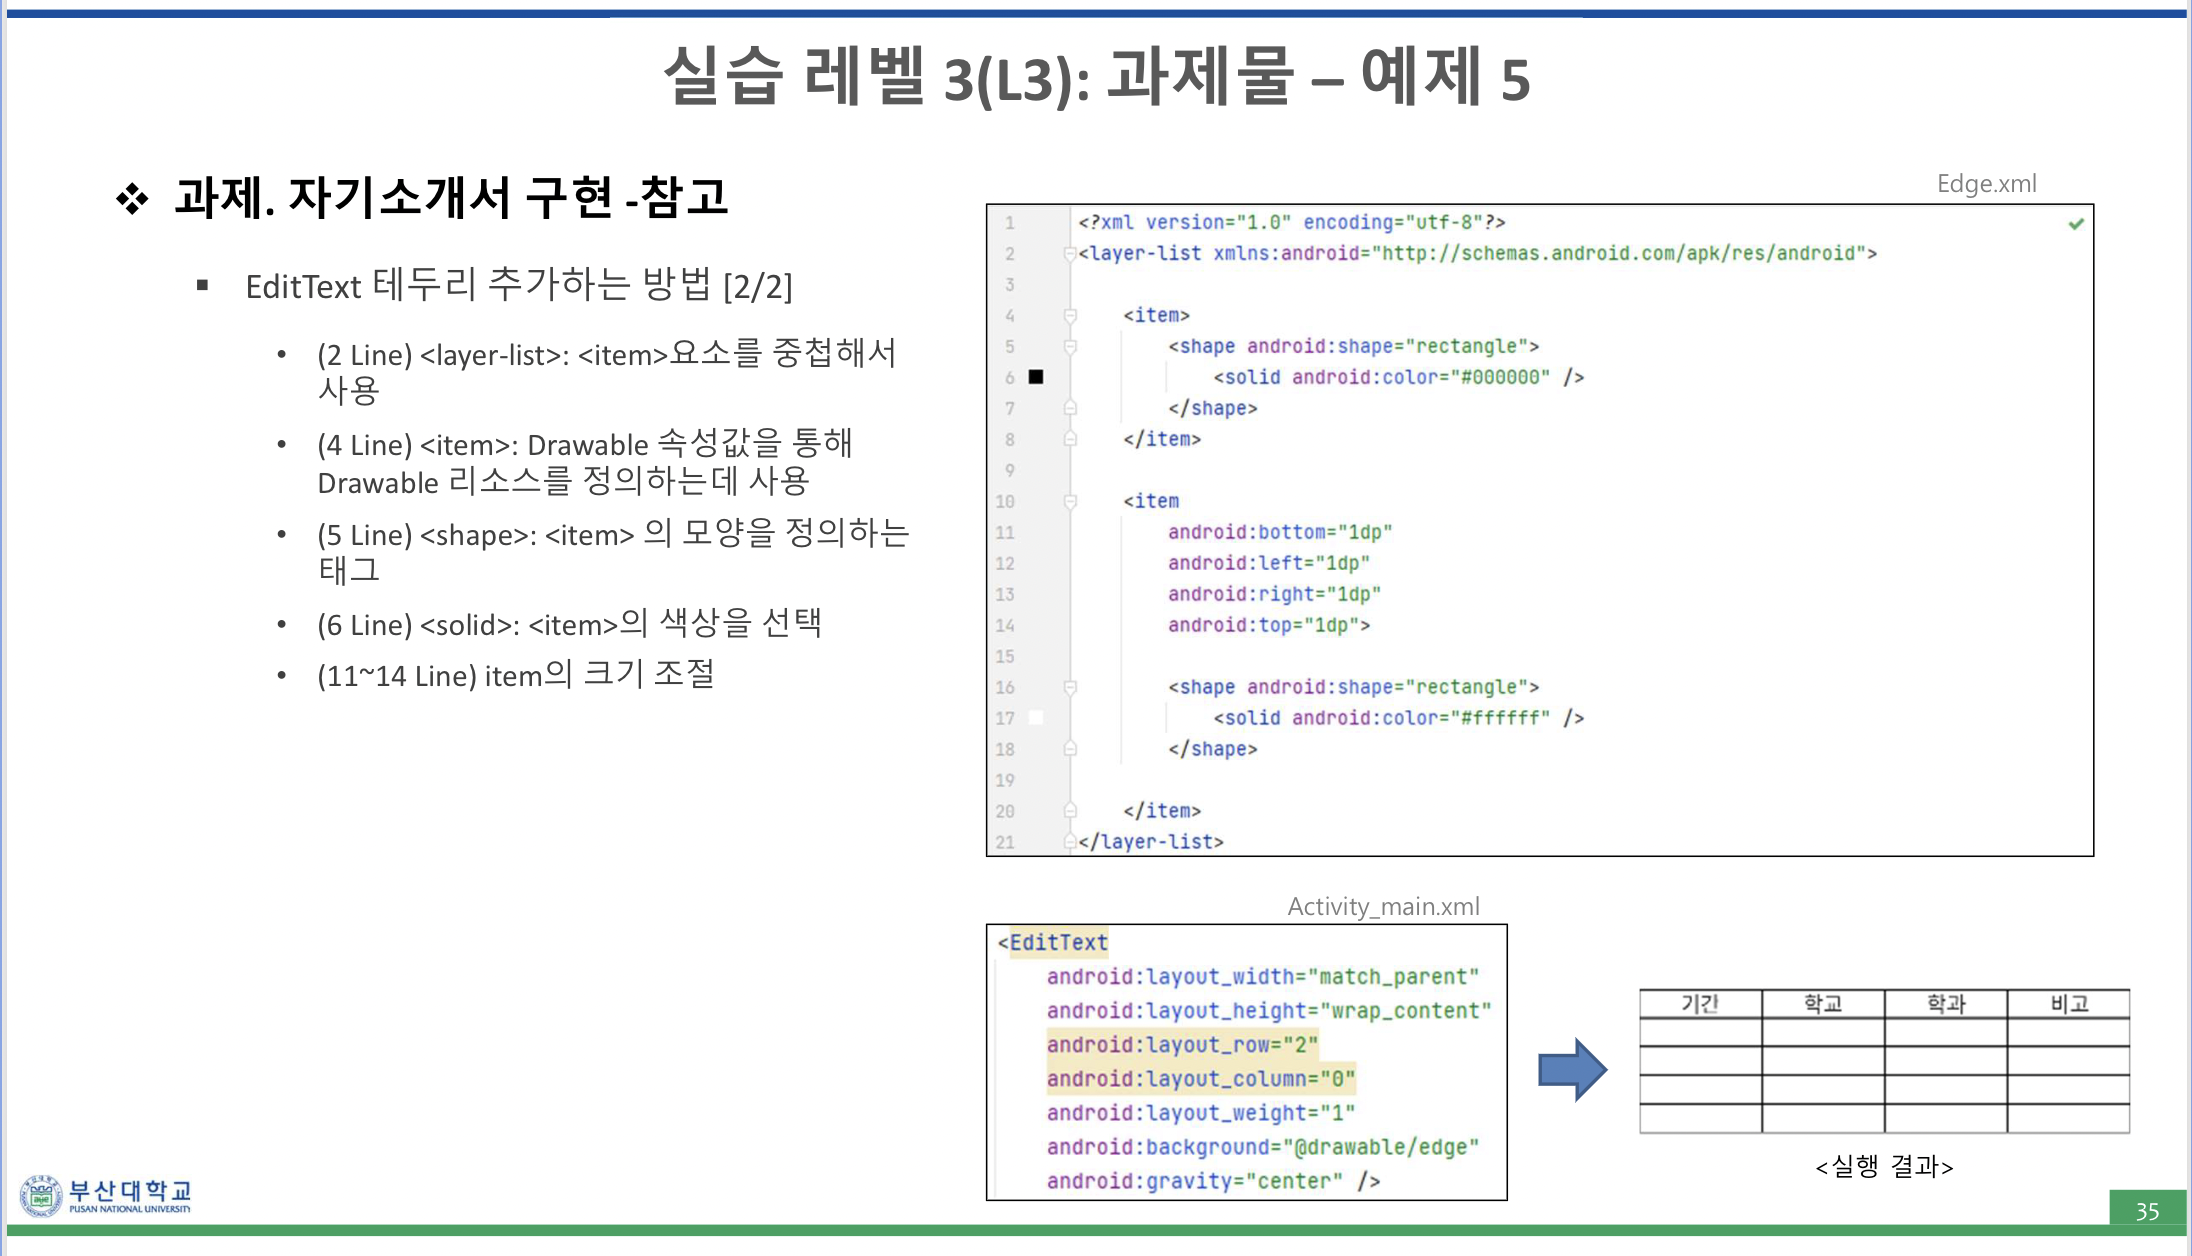 실습 레벨 3(L3): 과제물 – 예제 5
❖ 과제. 자기소개서 구현 -참고
▪ EditText 테두리 추가하는 방법 [2/2]
• (2 Line) <layer-list>: <item>요소를 중첩해서
사용
• (4 Line) <item>: Drawable 속성값을 통해
Drawable 리소스를 정의하는데 사용
• (5 Line) <shape>: <item> 의 모양을 정의하는
태그
• (6 Line) <solid>: <item>의 색상을 선택
• (11~14 Line) item의 크기 조절
Edge.xml
1 <?xml version="1.0" encoding="utf-8"?>
2 <layer-list xmlns:android="http://schemas.android.com/apk/res/android">
3
4 <item>
5 <shape android:shape="rectangle">
6 <solid android:color="#000000" />
7 </shape>
8 </item>
9
10 <item
11 android:bottom="1dp"
12 android:left="1dp"
13 android:right="1dp"
14 android:top="1dp">
15
16 <shape android:shape="rectangle">
17 <solid android:color="#ffffff" />
18 </shape>
19
20 </item>
21 </layer-list>
Activity_main.xml
<EditText
android:layout_width="match_parent"
android:layout_height="wrap_content"
android:layout_row="2"
android:layout_column="0"
android:layout_weight="1"
android:background="@drawable/edge"
android:gravity="center" />
기간 학교 학과 비고
<실행 결과>
부산대학교
PUSAN NATIONAL UNIVERSITY
35